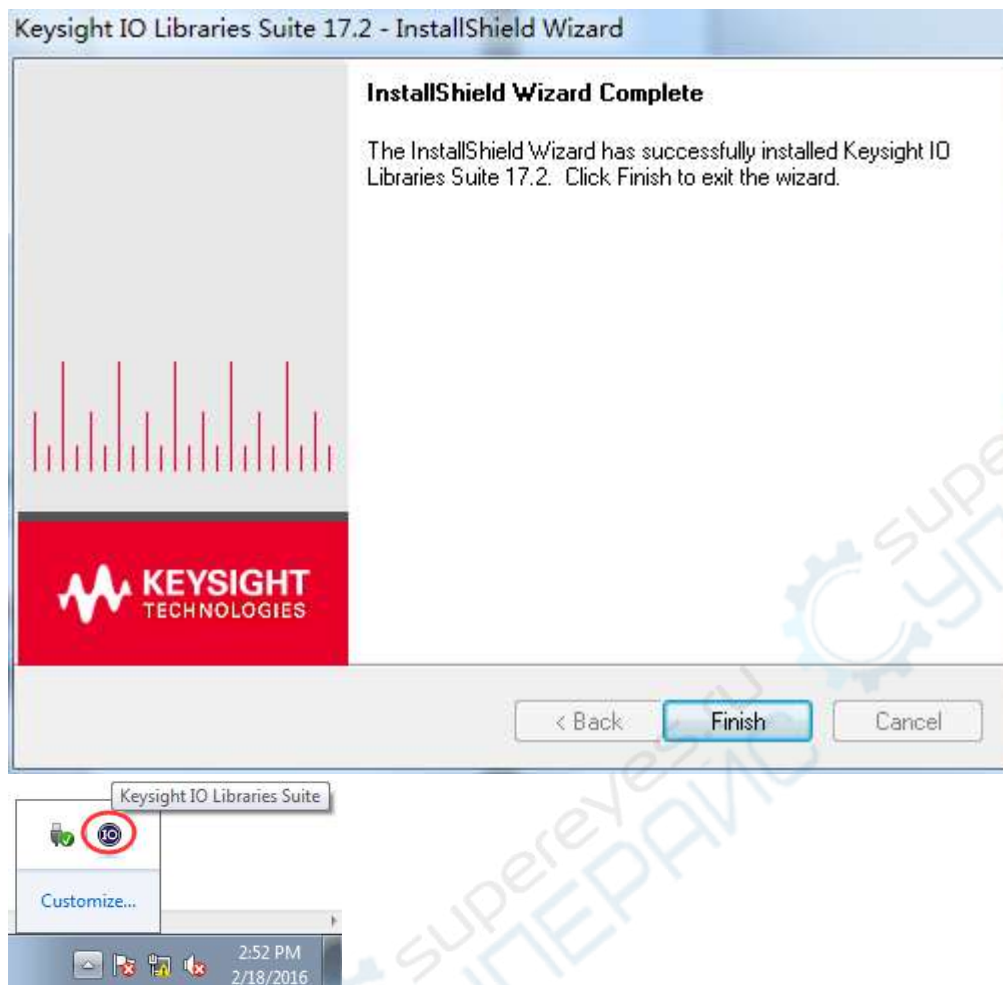 Keysight IO Libraries Suite 17.2 - InstallShield Wizard
InstallShield Wizard Complete
The InstallShield Wizard has successfully installed Keysight IO
Libraries Suite 17.2. Click Finish to exit the wizard.
KEYSIGHT
TECHNOLOGIES
< Back
Finish
Cancel
Keysight IO Libraries Suite
IO
Customize...
2:52 PM
2/18/2016
supereyes.ru